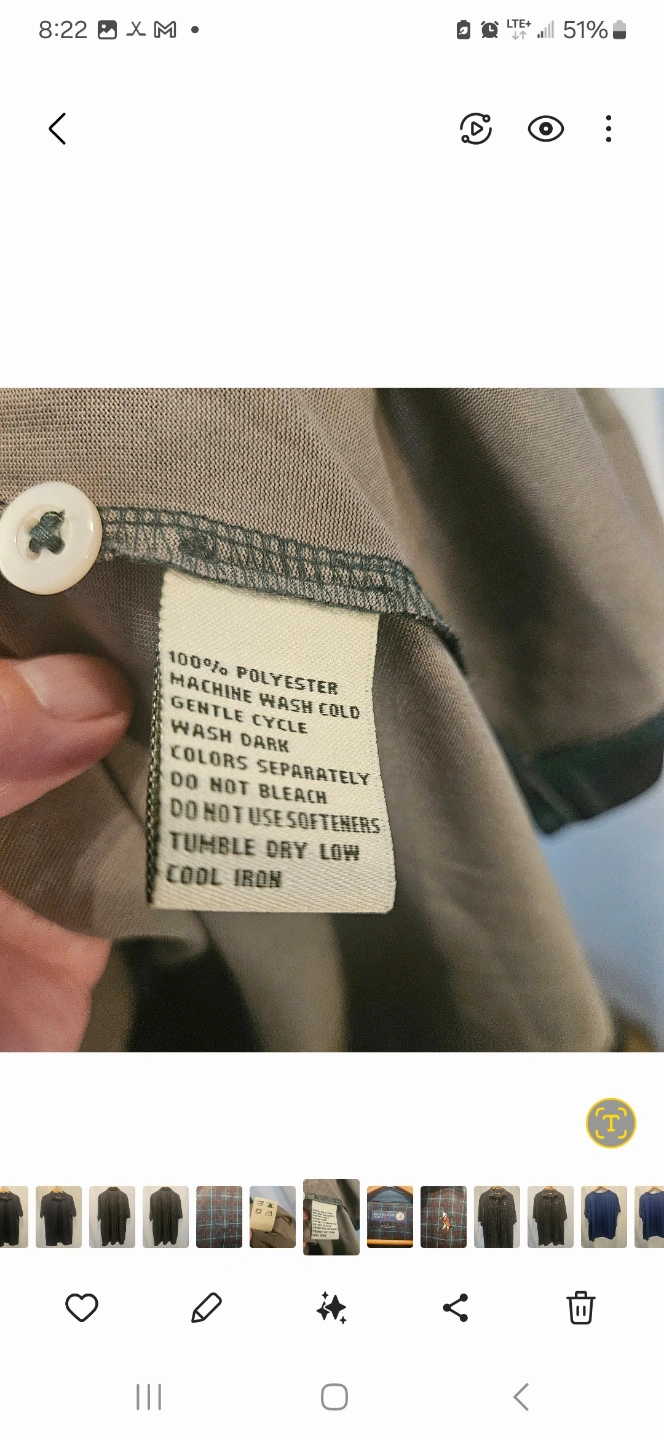 8:22
LTE+
51%
100% POLYESTER
MACHINE WASH COLD
GENTLE CYCLE
WASH DARK
COLORS SEPARATELY
DO NOT BLEACH
DO NOT USE SOFTENERS
TUMBLE DRY LOW
COOL IRON
T